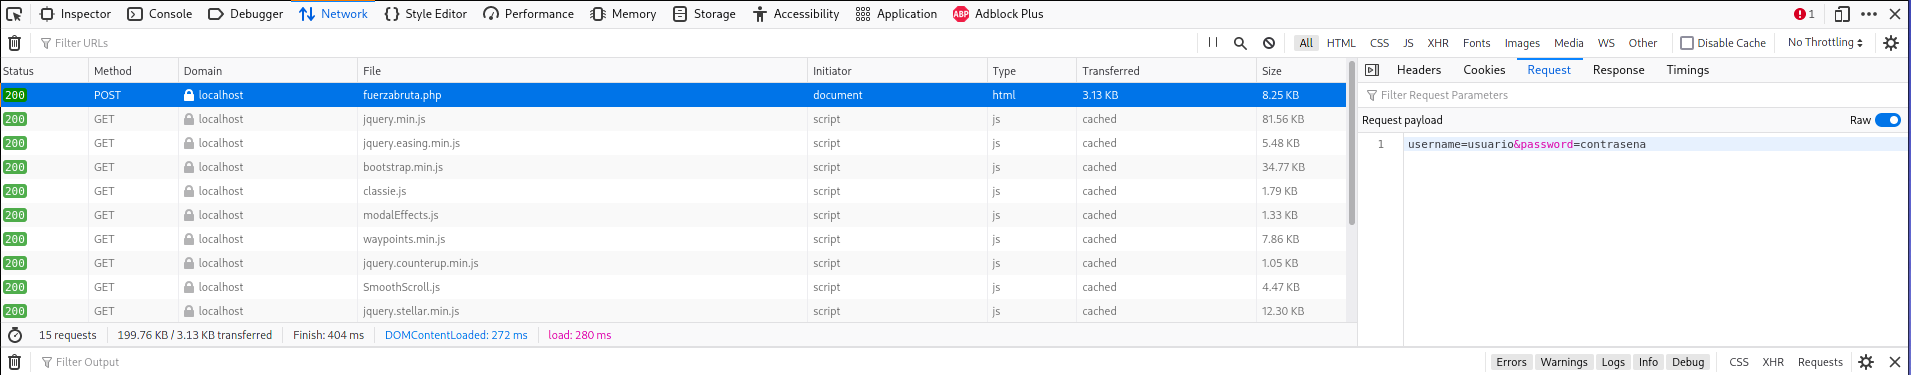 Inspector Console Debugger Network Style Editor Performance Memory Storage Accessibility Application ABP Adblock Plus 1
Filter URLs All HTML CSS JS XHR Fonts Images Media WS Other Disable Cache No Throttling
Status Method Domain File Initiator Type Transferred Size
200 POST localhost fuerzabruta.php document html 3.13 KB 8.25 KB
200 GET localhost jquery.min.js script js cached 81.56 KB
200 GET localhost jquery.easing.min.js script js cached 5.48 KB
200 GET localhost bootstrap.min.js script js cached 34.77 KB
200 GET localhost classie.js script js cached 1.79 KB
200 GET localhost modalEffects.js script js cached 1.33 KB
200 GET localhost waypoints.min.js script js cached 7.86 KB
200 GET localhost jquery.counterup.min.js script js cached 1.05 KB
200 GET localhost SmoothScroll.js script js cached 4.47 KB
200 GET localhost jquery.stellar.min.js script js cached 12.30 KB
15 requests 199.76 KB / 3.13 KB transferred Finish: 404 ms DOMContentLoaded: 272 ms load: 280 ms
Headers Cookies Request Response Timings
Filter Request Parameters
Request payload Raw
1 username=usuario&password=contrasena
Filter Output Errors Warnings Logs Info Debug CSS XHR Requests